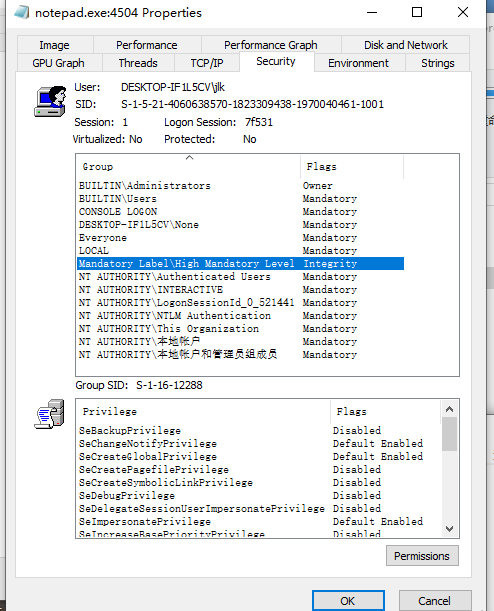 notepad.exe:4504 Properties
Image Performance Performance Graph Disk and Network
GPU Graph Threads TCP/IP Security Environment Strings
User: DESKTOP-IF1L5CV\jlk
SID: S-1-5-21-4060638570-1823309438-1970040461-1001
Session: 1 Logon Session: 7f531
Virtualized: No Protected: No
Group Flags
BUILTIN\Administrators Owner
BUILTIN\Users Mandatory
CONSOLE LOGON Mandatory
DESKTOP-IF1L5CV\None Mandatory
Everyone Mandatory
LOCAL Mandatory
Mandatory Label\High Mandatory Level Integrity
NT AUTHORITY\Authenticated Users Mandatory
NT AUTHORITY\INTERACTIVE Mandatory
NT AUTHORITY\LogonSessionId_0_521441 Mandatory
NT AUTHORITY\NTLM Authentication Mandatory
NT AUTHORITY\This Organization Mandatory
NT AUTHORITY\本地帐户 Mandatory
NT AUTHORITY\本地帐户和管理员组成员 Mandatory
Group SID: S-1-16-12288
Privilege Flags
SeBackupPrivilege Disabled
SeChangeNotifyPrivilege Default Enabled
SeCreateGlobalPrivilege Default Enabled
SeCreatePagefilePrivilege Disabled
SeCreateSymbolicLinkPrivilege Disabled
SeDebugPrivilege Disabled
SeDelegateSessionUserImpersonatePrivilege Disabled
SeImpersonatePrivilege Default Enabled
SeIncreaseBasePriorityPrivilege Disabled
Permissions
OK Cancel